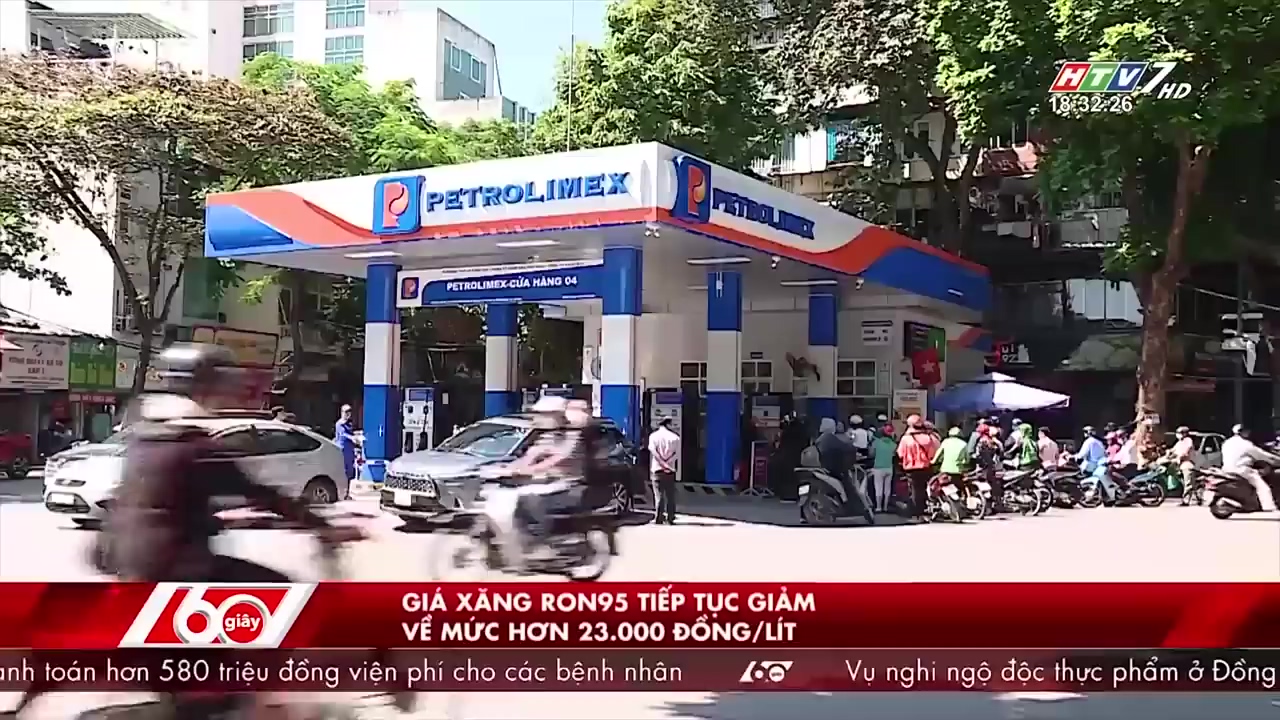 HTV7 HD
18:32:26
PETROLIMEX
PETROLIMEX
PETROLIMEX-CỬA HÀNG 04
60 giây
GIÁ XĂNG RON95 TIẾP TỤC GIẢM
VỀ MỨC HƠN 23.000 ĐỒNG/LÍT
anh toán hơn 580 triệu đồng viện phí cho các bệnh nhân 60 giây Vụ nghi ngộ độc thực phẩm ở Đồng